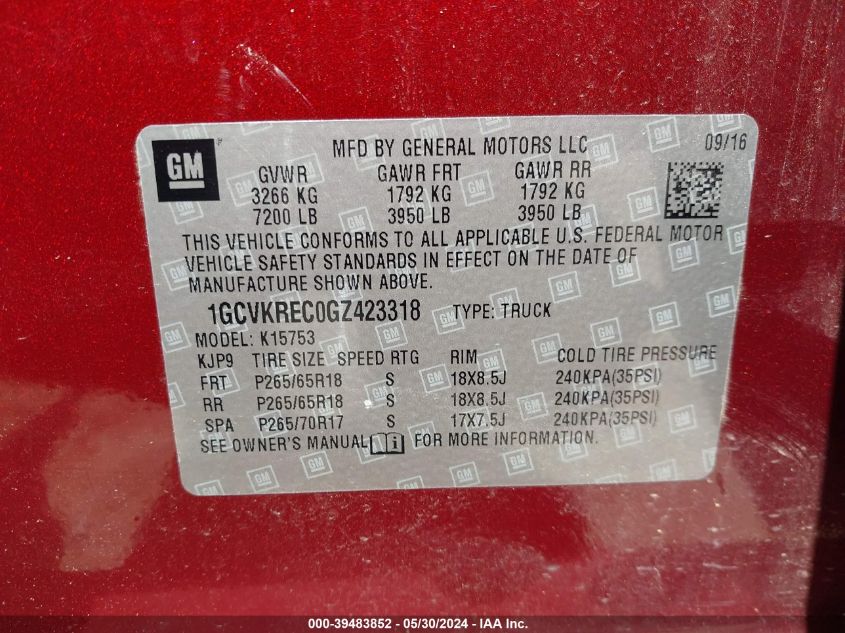 GM
MFD BY GENERAL MOTORS LLC 09/16
GVWR GAWR FRT GAWR RR
3266 KG 1792 KG 1792 KG
7200 LB 3950 LB 3950 LB
THIS VEHICLE CONFORMS TO ALL APPLICABLE U.S. FEDERAL MOTOR
VEHICLE SAFETY STANDARDS IN EFFECT ON THE DATE OF
MANUFACTURE SHOWN ABOVE.
1GCVKREC0GZ423318 TYPE: TRUCK
MODEL: K15753
KJP9 TIRE SIZE SPEED RTG RIM COLD TIRE PRESSURE
FRT P265/65R18 S 18X8.5J 240KPA(35PSI)
RR P265/65R18 S 18X8.5J 240KPA(35PSI)
SPA P265/70R17 S 17X7.5J 240KPA(35PSI)
SEE OWNER'S MANUAL FOR MORE INFORMATION.
000-39483852 / 05/30/2024 - IAA Inc.